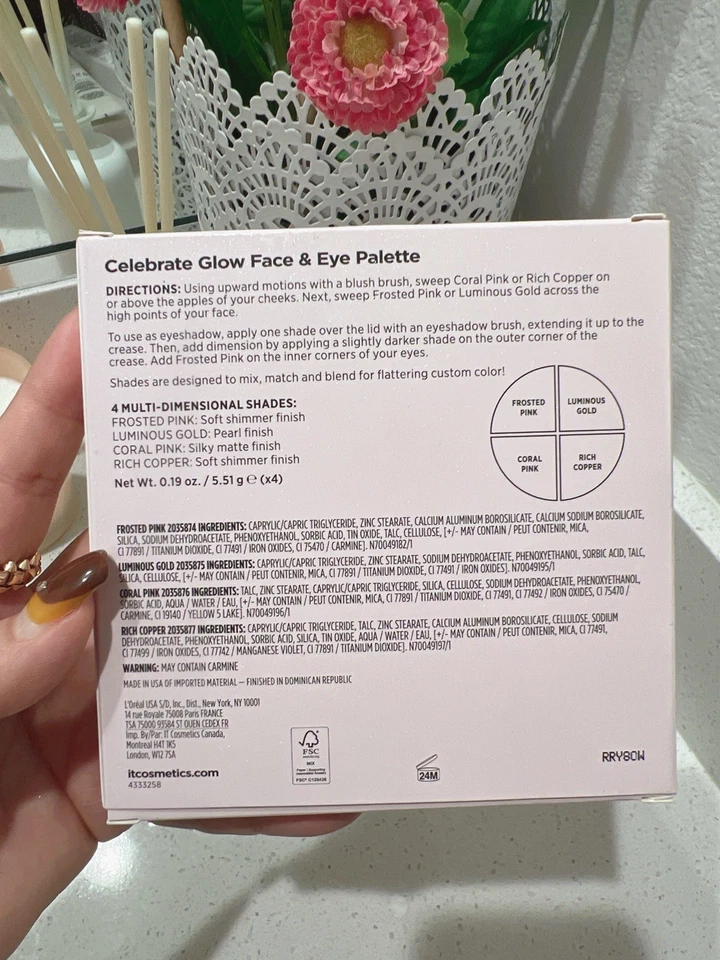 Celebrate Glow Face & Eye Palette
DIRECTIONS: Using upward motions with a blush brush, sweep Coral Pink or Rich Copper on
or above the apples of your cheeks. Next, sweep Frosted Pink or Luminous Gold across the
high points of your face.
To use as eyeshadow, apply one shade over the lid with an eyeshadow brush, extending it up to the
crease. Then, add dimension by applying a slightly darker shade on the outer corner of the
crease. Add Frosted Pink on the inner corners of your eyes.
Shades are designed to mix, match and blend for flattering custom color!
4 MULTI-DIMENSIONAL SHADES:
FROSTED PINK: Soft shimmer finish
LUMINOUS GOLD: Pearl finish
CORAL PINK: Silky matte finish
RICH COPPER: Soft shimmer finish
Net Wt. 0.19 oz. / 5.51 g ℮ (x4)
FROSTED
PINK
LUMINOUS
GOLD
CORAL
PINK
RICH
COPPER
FROSTED PINK 2035874 INGREDIENTS: CAPRYLIC/CAPRIC TRIGLYCERIDE, ZINC STEARATE, CALCIUM ALUMINUM BOROSILICATE, CALCIUM SODIUM BOROSILICATE,
SILICA, SODIUM DEHYDROACETATE, PHENOXYETHANOL, SORBIC ACID, TIN OXIDE, TALC, CELLULOSE, [+/- MAY CONTAIN / PEUT CONTENIR, MICA,
CI 77891 / TITANIUM DIOXIDE, CI 77491 / IRON OXIDES, CI 75470 / CARMINE]. N70049182/1
LUMINOUS GOLD 2035875 INGREDIENTS: CAPRYLIC/CAPRIC TRIGLYCERIDE, ZINC STEARATE, SODIUM DEHYDROACETATE, PHENOXYETHANOL, SORBIC ACID, TALC,
SILICA, CELLULOSE, [+/- MAY CONTAIN / PEUT CONTENIR, MICA, CI 77891 / TITANIUM DIOXIDE, CI 77491 / IRON OXIDES]. N70049195/1
CORAL PINK 2035876 INGREDIENTS: TALC, ZINC STEARATE, CAPRYLIC/CAPRIC TRIGLYCERIDE, SILICA, CELLULOSE, SODIUM DEHYDROACETATE, PHENOXYETHANOL,
SORBIC ACID, AQUA / WATER / EAU, [+/- MAY CONTAIN / PEUT CONTENIR, MICA, CI 77891 / TITANIUM DIOXIDE, CI 77491, CI 77492 / IRON OXIDES, CI 75470 /
CARMINE, CI 19140 / YELLOW 5 LAKE]. N70049196/1
RICH COPPER 2035877 INGREDIENTS: CAPRYLIC/CAPRIC TRIGLYCERIDE, TALC, ZINC STEARATE, CALCIUM ALUMINUM BOROSILICATE, CELLULOSE, SODIUM
DEHYDROACETATE, PHENOXYETHANOL, SORBIC ACID, SILICA, TIN OXIDE, AQUA / WATER / EAU, [+/- MAY CONTAIN / PEUT CONTENIR, MICA, CI 77491,
CI 77499 / IRON OXIDES, CI 77742 / MANGANESE VIOLET, CI 77891 / TITANIUM DIOXIDE]. N70049197/1
WARNING: MAY CONTAIN CARMINE
MADE IN USA OF IMPORTED MATERIAL – FINISHED IN DOMINICAN REPUBLIC
L'Oréal USA S/D, Inc., Dist., New York, NY 10001
14 rue Royale 75008 Paris FRANCE
TSA 75000 93584 ST OUEN CEDEX FR
Imp. By/Par: IT Cosmetics Canada,
Montreal H4T 1K5
London, W12 7SA
itcosmetics.com
4333258
FSC
MIX
24M
RRY80W